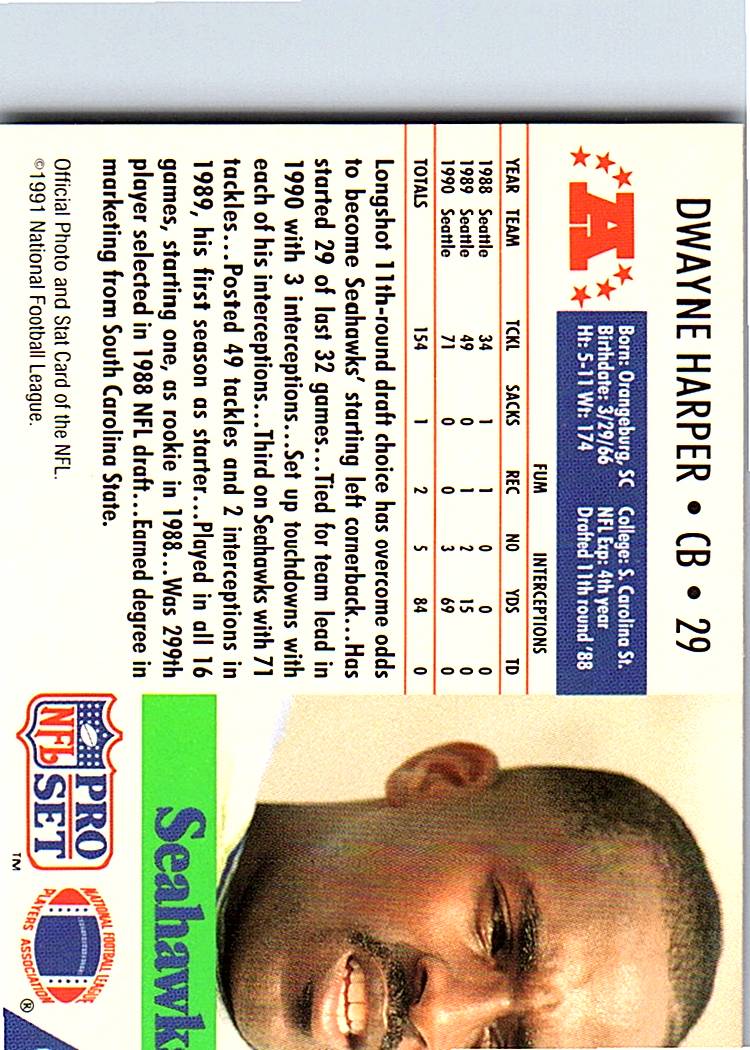 DWAYNE HARPER • CB • 29
A
Born: Orangeburg, SC College: S. Carolina St.
Birthdate: 3/29/66 NFL Exp: 4th year
Ht: 5-11 Wt: 174 Drafted 11th round '88
FUM INTERCEPTIONS
YEAR TEAM TCKL SACKS REC NO YDS TD
1988 Seattle 34 1 1 0 0 0
1989 Seattle 49 0 1 2 15 0
1990 Seattle 71 0 0 3 69 0
TOTALS 154 1 2 5 84 0
Longshot 11th-round draft choice has overcome odds
to become Seahawks' starting left cornerback...Has
started 29 of last 32 games...Tied for team lead in
1990 with 3 interceptions...Set up touchdowns with
each of his interceptions...Third on Seahawks with 71
tackles...Posted 49 tackles and 2 interceptions in
1989, his first season as starter...Played in all 16
games, starting one, as rookie in 1988...Was 299th
player selected in 1988 NFL draft...Earned degree in
marketing from South Carolina State.
Official Photo and Stat Card of the NFL.
©1991 National Football League.
Seahawk
NFL PRO SET ™
NATIONAL FOOTBALL LEAGUE
PLAYERS ASSOCIATION ®